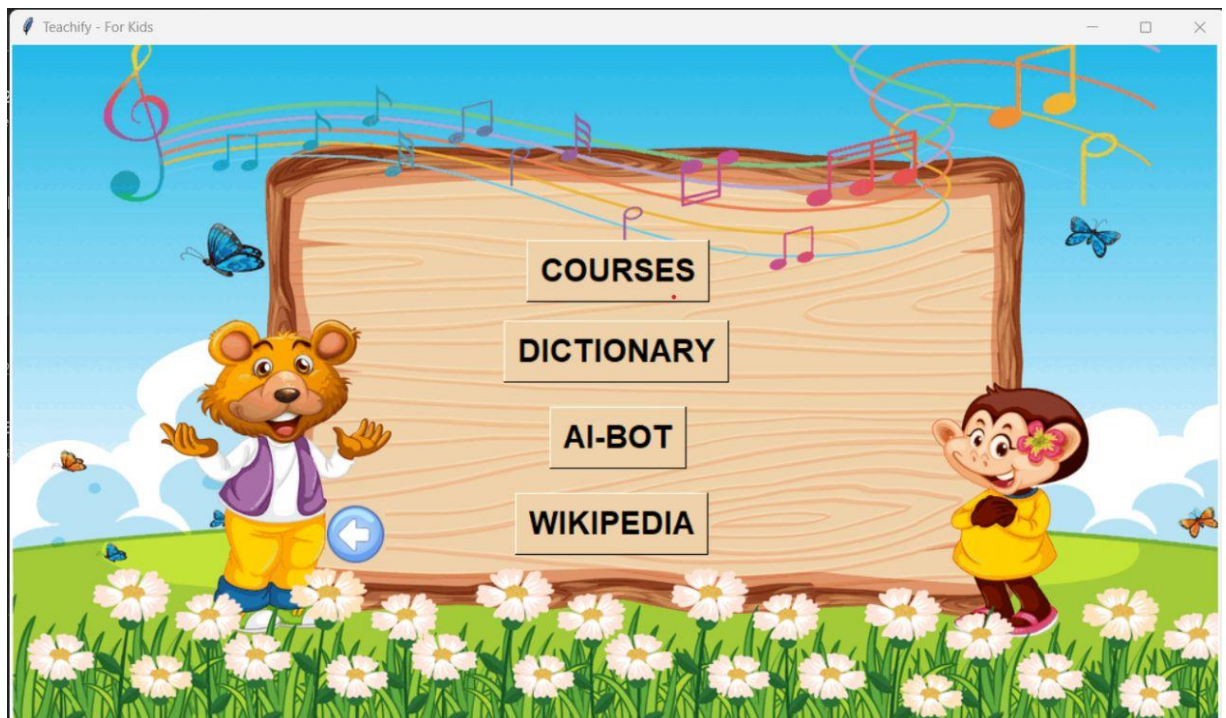 Teachify - For Kids
COURSES
DICTIONARY
AI-BOT
WIKIPEDIA